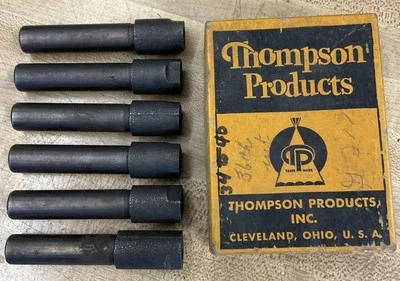 Thompson
Products
TP
TRADE MARK
THOMPSON PRODUCTS,
INC.
CLEVELAND, OHIO, U. S. A.